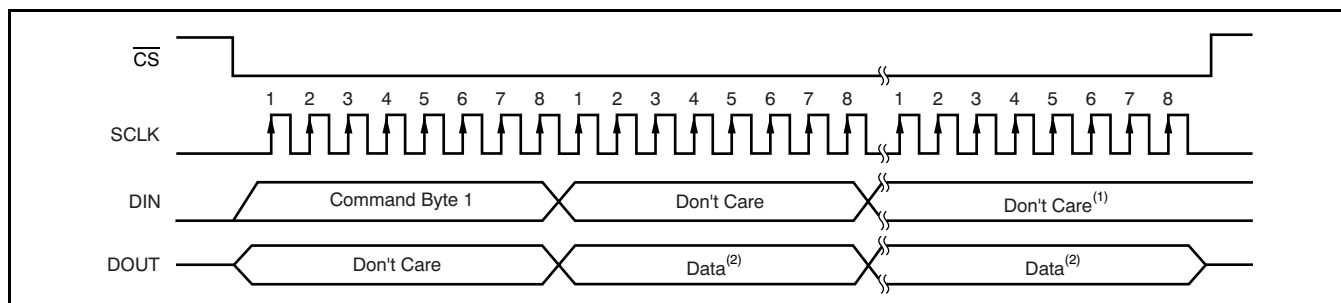 CS
1 2 3 4 5 6 7 8 1 2 3 4 5 6 7 8 1 2 3 4 5 6 7 8
SCLK
DIN Command Byte 1 Don't Care Don't Care(1)
DOUT Don't Care Data(2) Data(2)